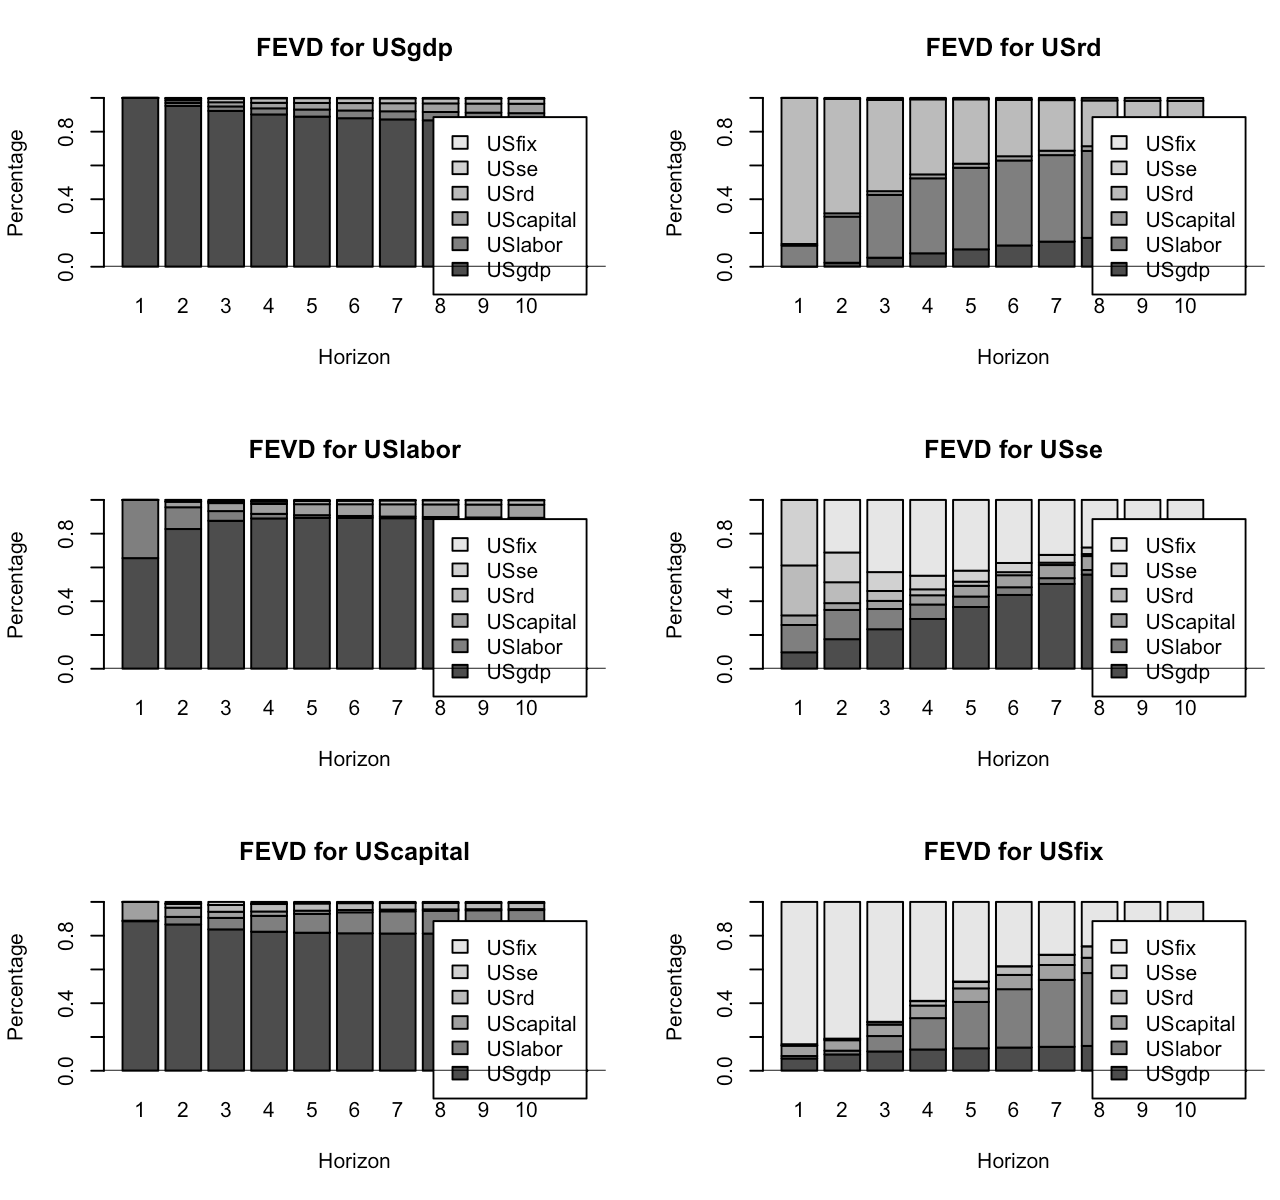 FEVD for USgdp
Percentage
0.8
0.4
0.0
USfix
USse
USrd
UScapital
USlabor
USgdp
1 2 3 4 5 6 7 8 9 10
Horizon
FEVD for USrd
Percentage
0.8
0.4
0.0
USfix
USse
USrd
UScapital
USlabor
USgdp
1 2 3 4 5 6 7 8 9 10
Horizon
FEVD for USlabor
Percentage
0.8
0.4
0.0
USfix
USse
USrd
UScapital
USlabor
USgdp
1 2 3 4 5 6 7 8 9 10
Horizon
FEVD for USse
Percentage
0.8
0.4
0.0
USfix
USse
USrd
UScapital
USlabor
USgdp
1 2 3 4 5 6 7 8 9 10
Horizon
FEVD for UScapital
Percentage
0.8
0.4
0.0
USfix
USse
USrd
UScapital
USlabor
USgdp
1 2 3 4 5 6 7 8 9 10
Horizon
FEVD for USfix
Percentage
0.8
0.4
0.0
USfix
USse
USrd
UScapital
USlabor
USgdp
1 2 3 4 5 6 7 8 9 10
Horizon